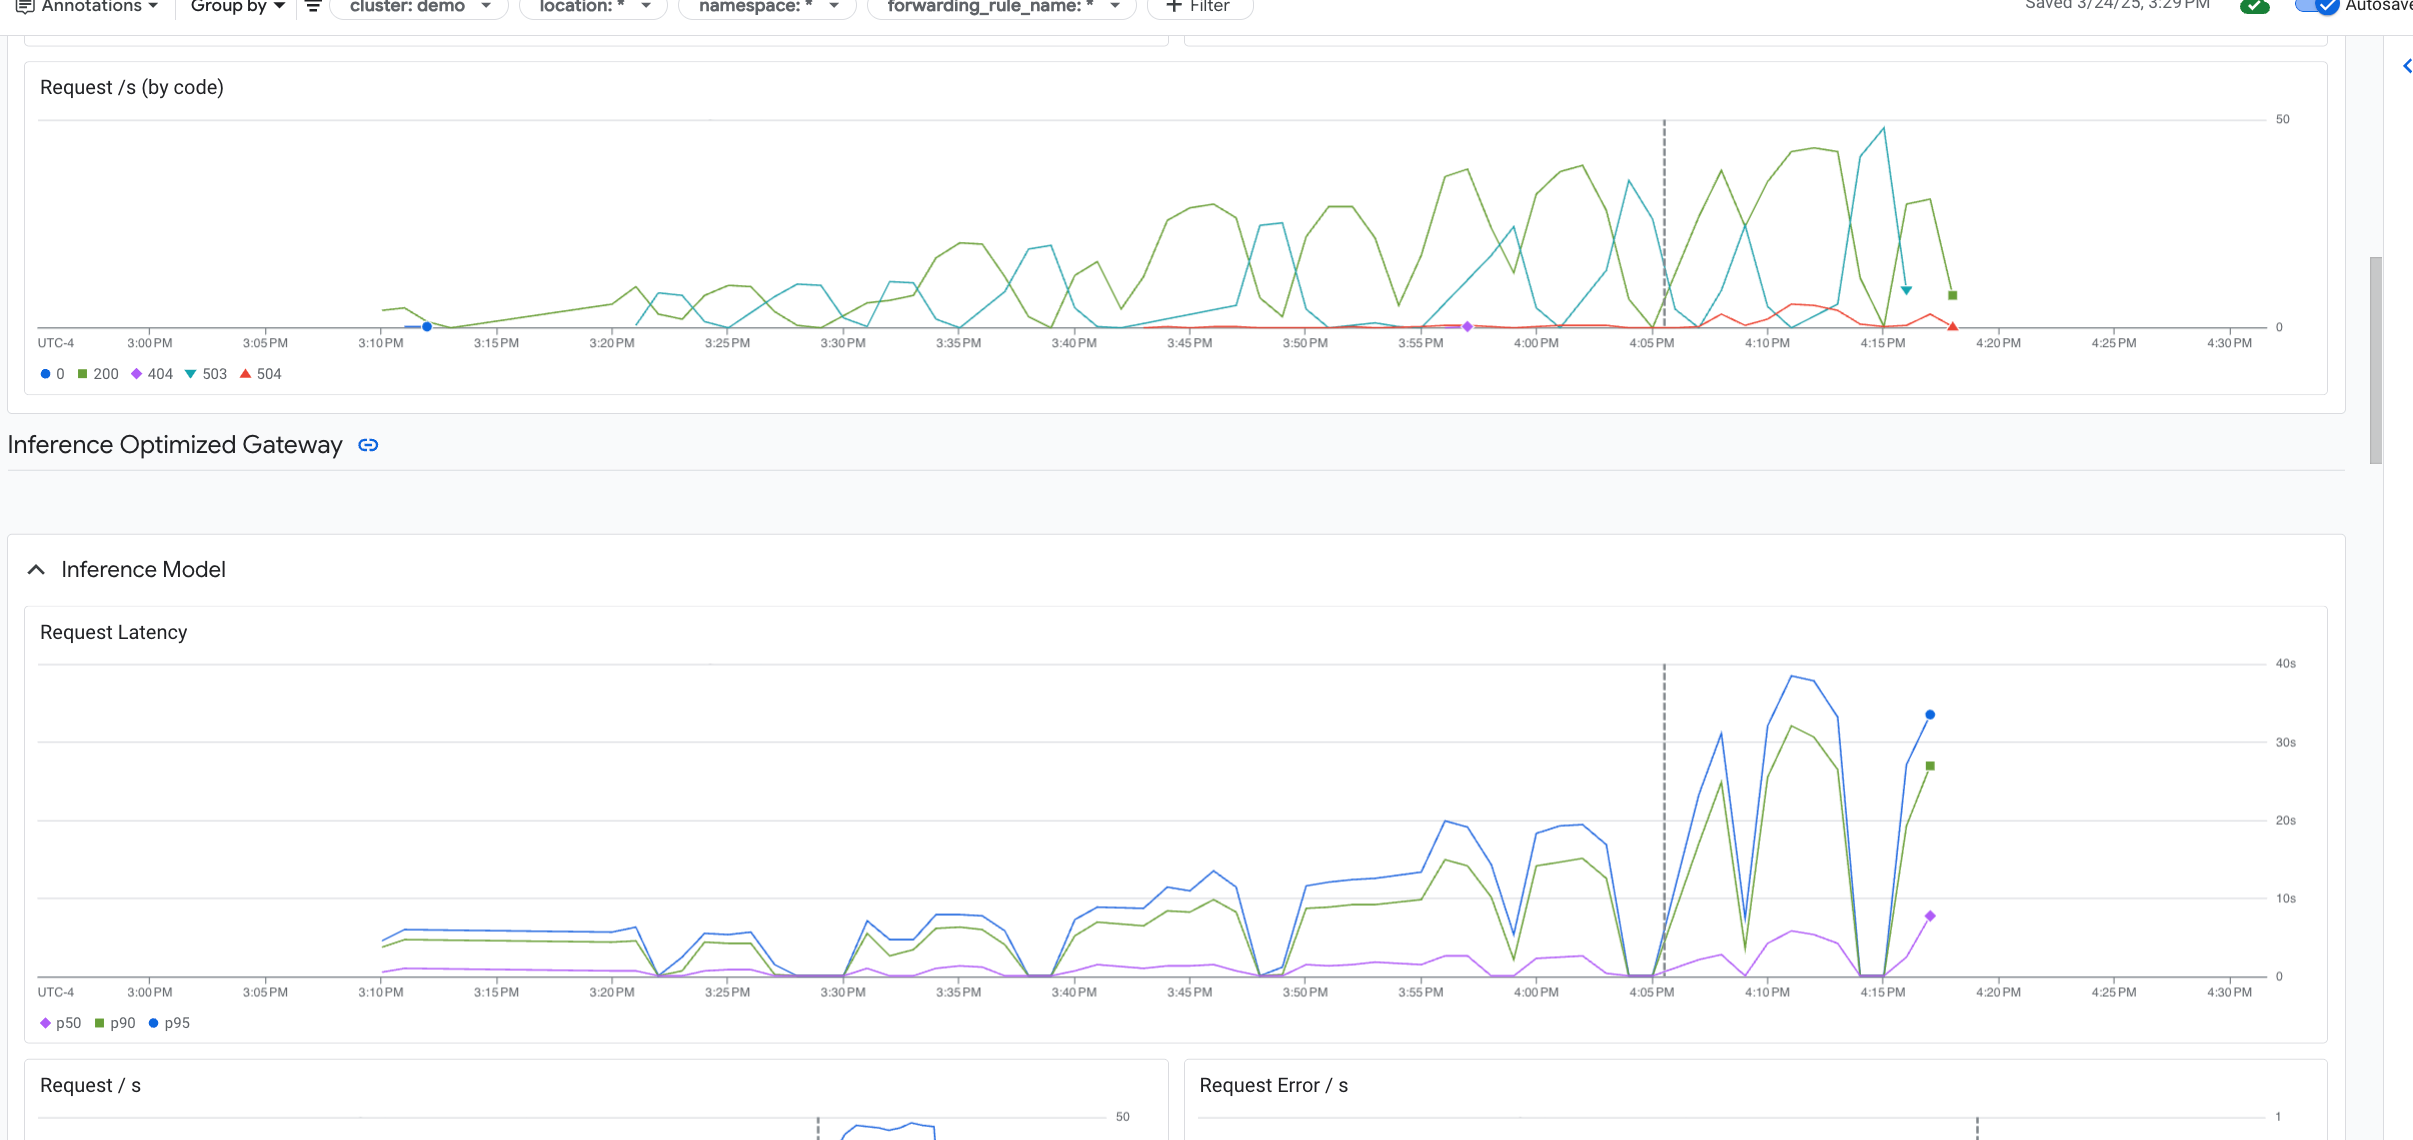 Annotations Group by cluster: demo location: * namespace: * forwarding_rule_name: * + Filter Saved 3/24/25, 3:29 PM Autosave
Request /s (by code)
50
0
UTC-4 3:00 PM 3:05 PM 3:10 PM 3:15 PM 3:20 PM 3:25 PM 3:30 PM 3:35 PM 3:40 PM 3:45 PM 3:50 PM 3:55 PM 4:00 PM 4:05 PM 4:10 PM 4:15 PM 4:20 PM 4:25 PM 4:30 PM
0 200 404 503 504
Inference Optimized Gateway
Inference Model
Request Latency
40s
30s
20s
10s
0
UTC-4 3:00 PM 3:05 PM 3:10 PM 3:15 PM 3:20 PM 3:25 PM 3:30 PM 3:35 PM 3:40 PM 3:45 PM 3:50 PM 3:55 PM 4:00 PM 4:05 PM 4:10 PM 4:15 PM 4:20 PM 4:25 PM 4:30 PM
p50 p90 p95
Request / s
50
Request Error / s
1